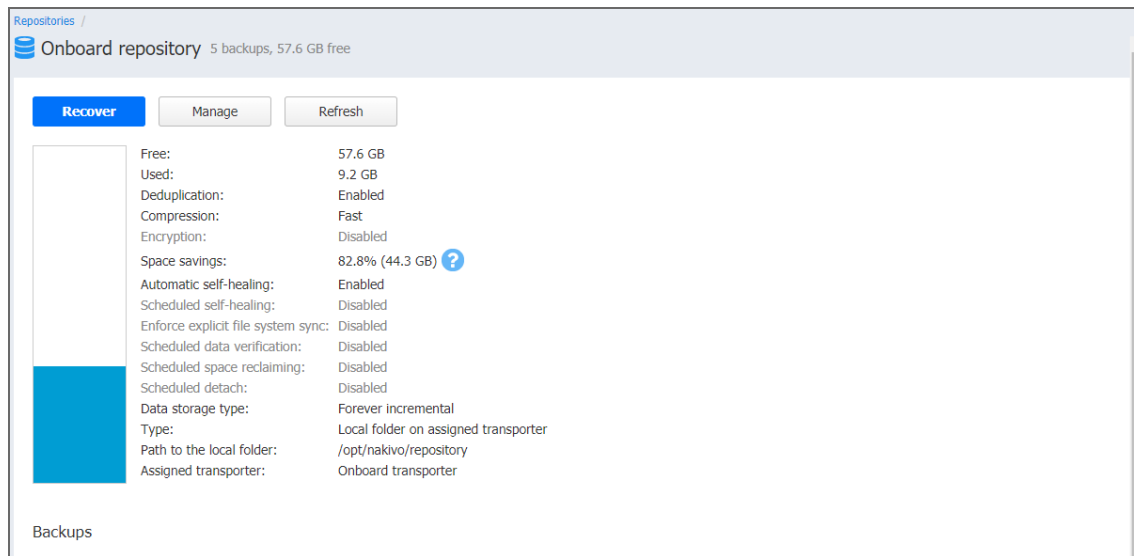 Repositories /
Onboard repository 5 backups, 57.6 GB free
Recover Manage Refresh
Free: 57.6 GB
Used: 9.2 GB
Deduplication: Enabled
Compression: Fast
Encryption: Disabled
Space savings: 82.8% (44.3 GB) ?
Automatic self-healing: Enabled
Scheduled self-healing: Disabled
Enforce explicit file system sync: Disabled
Scheduled data verification: Disabled
Scheduled space reclaiming: Disabled
Scheduled detach: Disabled
Data storage type: Forever incremental
Type: Local folder on assigned transporter
Path to the local folder: /opt/nakivo/repository
Assigned transporter: Onboard transporter
Backups